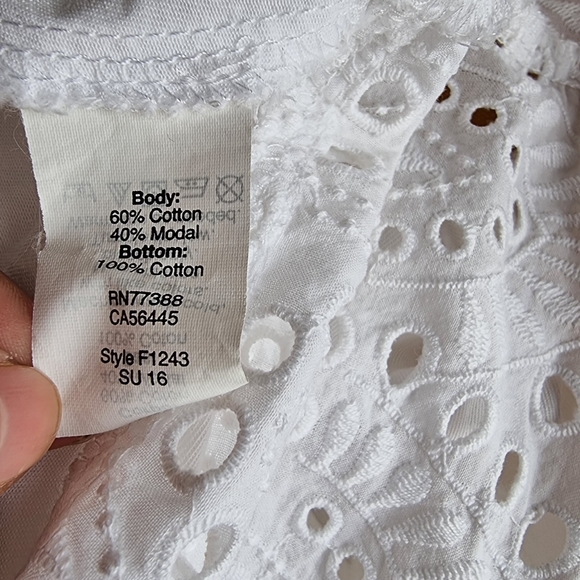 Body:
60% Cotton
40% Modal
Bottom:
100% Cotton
RN77388
CA56445
Style F1243
SU 16